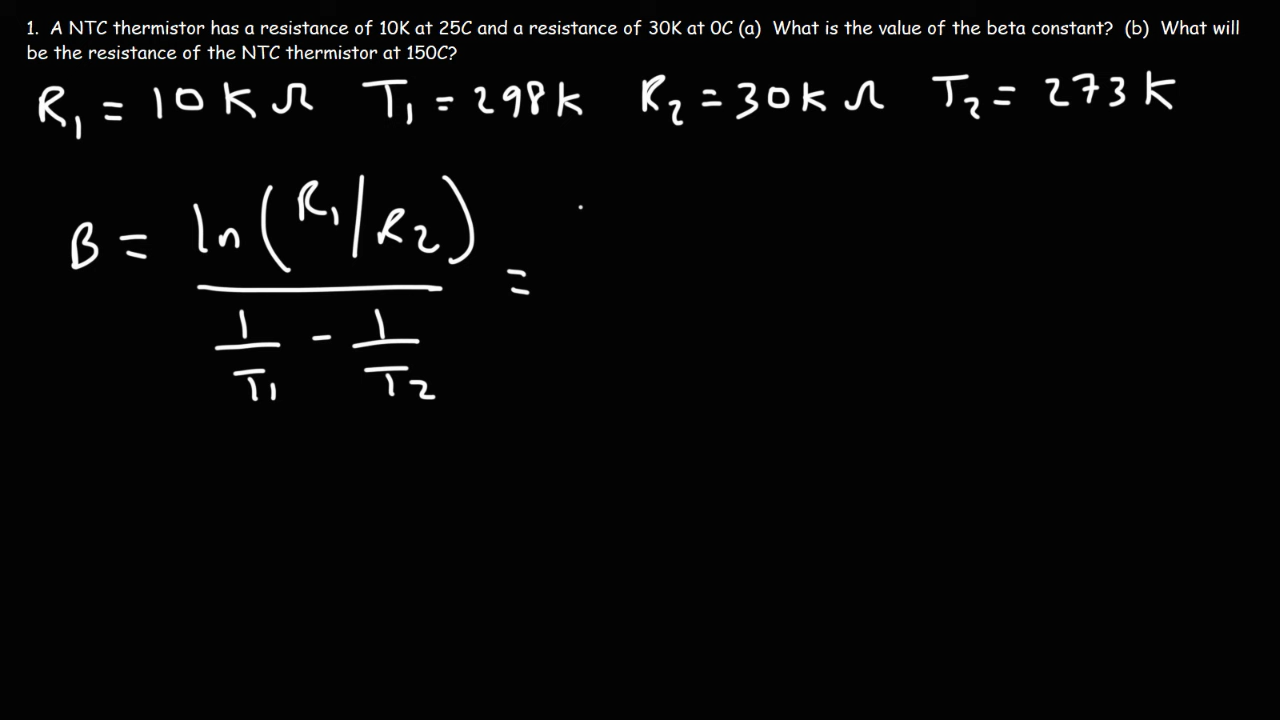 1. A NTC thermistor has a resistance of 10K at 25C and a resistance of 30K at 0C (a) What is the value of the beta constant? (b) What will
be the resistance of the NTC thermistor at 150C?
R₁ = 10 K Ω T₁ = 298 K R₂ = 30 K Ω T₂ = 273 K
B = ln(R₁/R₂) =
1 - 1
T₁ T₂